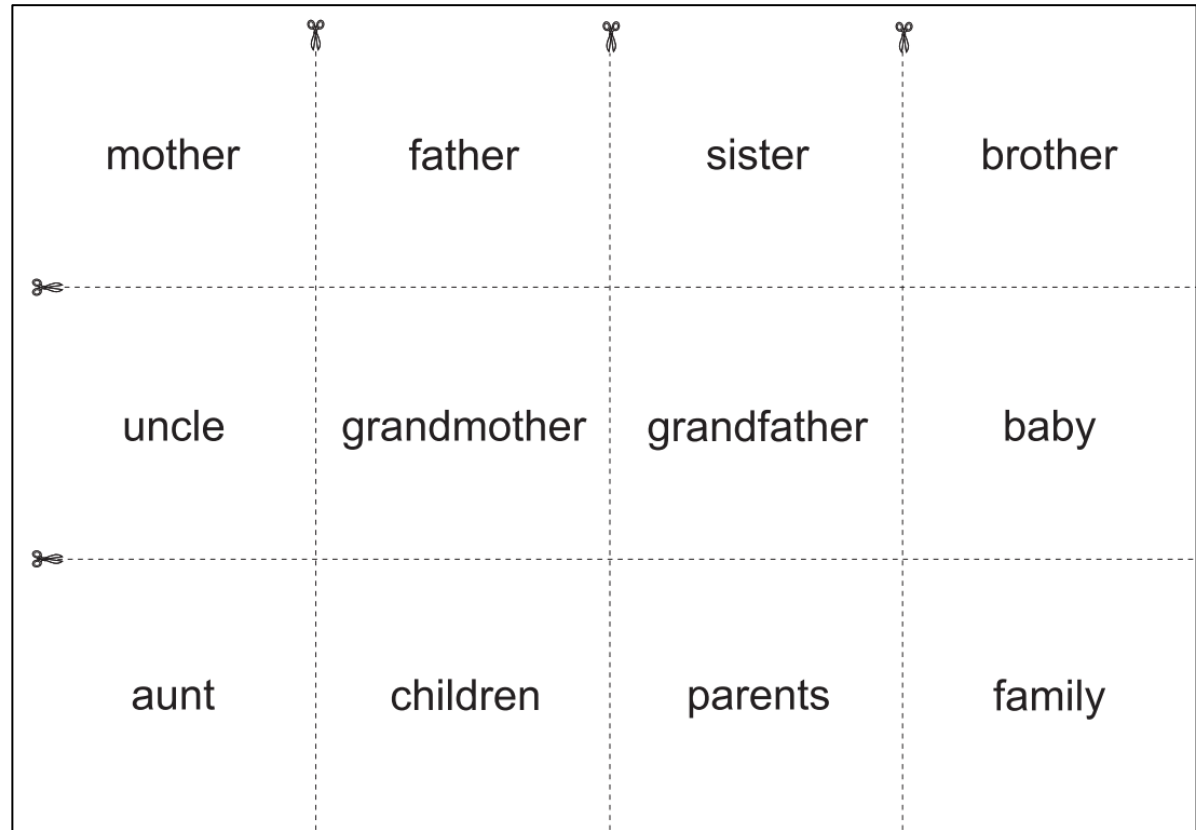 mother father sister brother
uncle grandmother grandfather baby
aunt children parents family